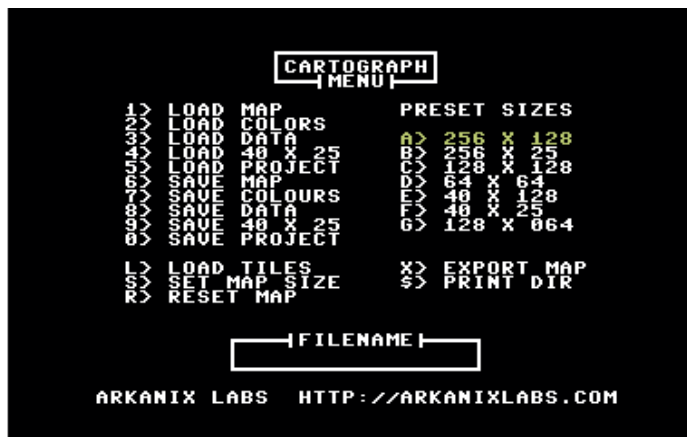 CARTOGRAPH
MENU
1> LOAD MAP PRESET SIZES
2> LOAD COLORS
3> LOAD DATA A> 256 X 128
4> LOAD 40 X 25 B> 256 X 25
5> LOAD PROJECT C> 128 X 128
6> SAVE MAP D> 64 X 64
7> SAVE COLOURS E> 40 X 128
8> SAVE DATA F> 40 X 25
9> SAVE 40 X 25 G> 128 X 064
0> SAVE PROJECT
L> LOAD TILES X> EXPORT MAP
S> SET MAP SIZE $> PRINT DIR
R> RESET MAP
FILENAME
ARKANIX LABS HTTP://ARKANIXLABS.COM